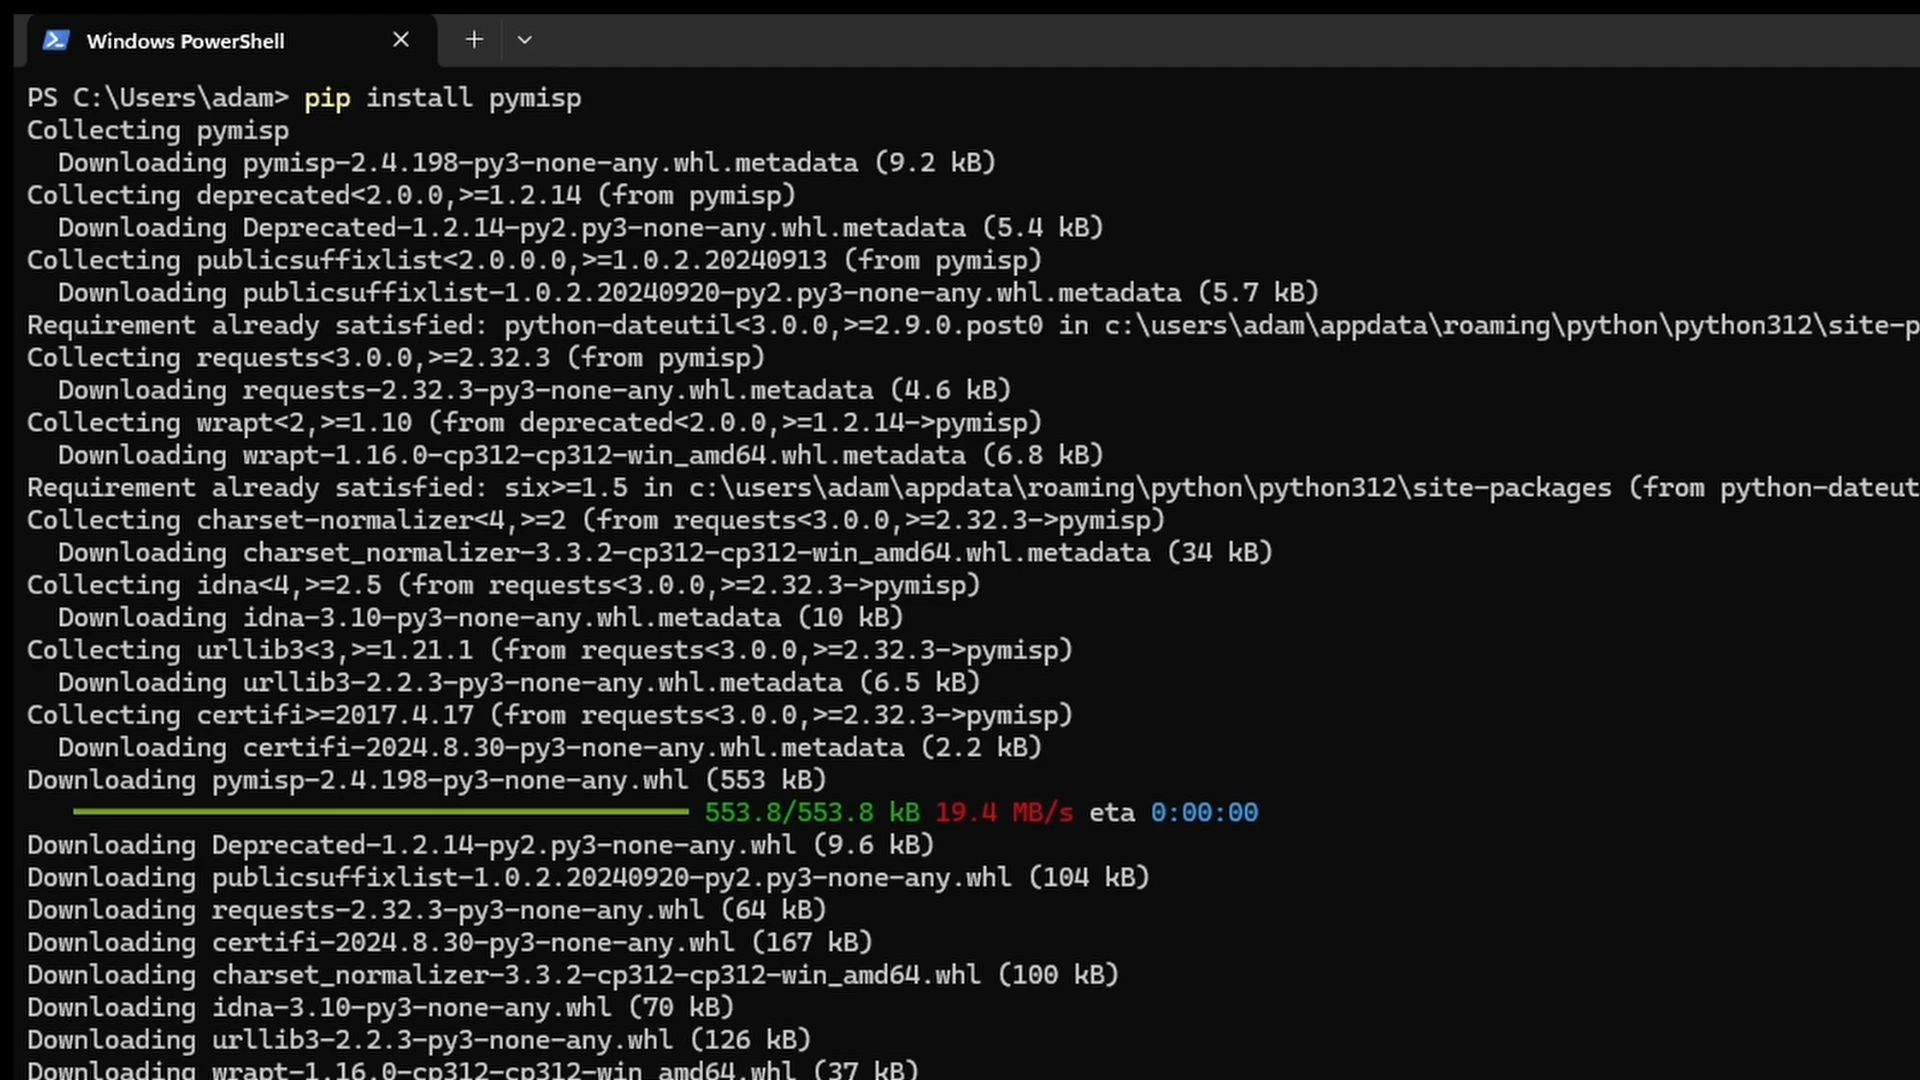 Windows PowerShell
PS C:\Users\adam> pip install pymisp
Collecting pymisp
  Downloading pymisp-2.4.198-py3-none-any.whl.metadata (9.2 kB)
Collecting deprecated<2.0.0,>=1.2.14 (from pymisp)
  Downloading Deprecated-1.2.14-py2.py3-none-any.whl.metadata (5.4 kB)
Collecting publicsuffixlist<2.0.0.0,>=1.0.2.20240913 (from pymisp)
  Downloading publicsuffixlist-1.0.2.20240920-py2.py3-none-any.whl.metadata (5.7 kB)
Requirement already satisfied: python-dateutil<3.0.0,>=2.9.0.post0 in c:\users\adam\appdata\roaming\python\python312\site-p
Collecting requests<3.0.0,>=2.32.3 (from pymisp)
  Downloading requests-2.32.3-py3-none-any.whl.metadata (4.6 kB)
Collecting wrapt<2,>=1.10 (from deprecated<2.0.0,>=1.2.14->pymisp)
  Downloading wrapt-1.16.0-cp312-cp312-win_amd64.whl.metadata (6.8 kB)
Requirement already satisfied: six>=1.5 in c:\users\adam\appdata\roaming\python\python312\site-packages (from python-dateut
Collecting charset-normalizer<4,>=2 (from requests<3.0.0,>=2.32.3->pymisp)
  Downloading charset_normalizer-3.3.2-cp312-cp312-win_amd64.whl.metadata (34 kB)
Collecting idna<4,>=2.5 (from requests<3.0.0,>=2.32.3->pymisp)
  Downloading idna-3.10-py3-none-any.whl.metadata (10 kB)
Collecting urllib3<3,>=1.21.1 (from requests<3.0.0,>=2.32.3->pymisp)
  Downloading urllib3-2.2.3-py3-none-any.whl.metadata (6.5 kB)
Collecting certifi>=2017.4.17 (from requests<3.0.0,>=2.32.3->pymisp)
  Downloading certifi-2024.8.30-py3-none-any.whl.metadata (2.2 kB)
Downloading pymisp-2.4.198-py3-none-any.whl (553 kB)
553.8/553.8 kB 19.4 MB/s eta 0:00:00
Downloading Deprecated-1.2.14-py2.py3-none-any.whl (9.6 kB)
Downloading publicsuffixlist-1.0.2.20240920-py2.py3-none-any.whl (104 kB)
Downloading requests-2.32.3-py3-none-any.whl (64 kB)
Downloading certifi-2024.8.30-py3-none-any.whl (167 kB)
Downloading charset_normalizer-3.3.2-cp312-cp312-win_amd64.whl (100 kB)
Downloading idna-3.10-py3-none-any.whl (70 kB)
Downloading urllib3-2.2.3-py3-none-any.whl (126 kB)
Downloading wrapt-1.16.0-cp312-cp312-win_amd64.whl (37 kB)